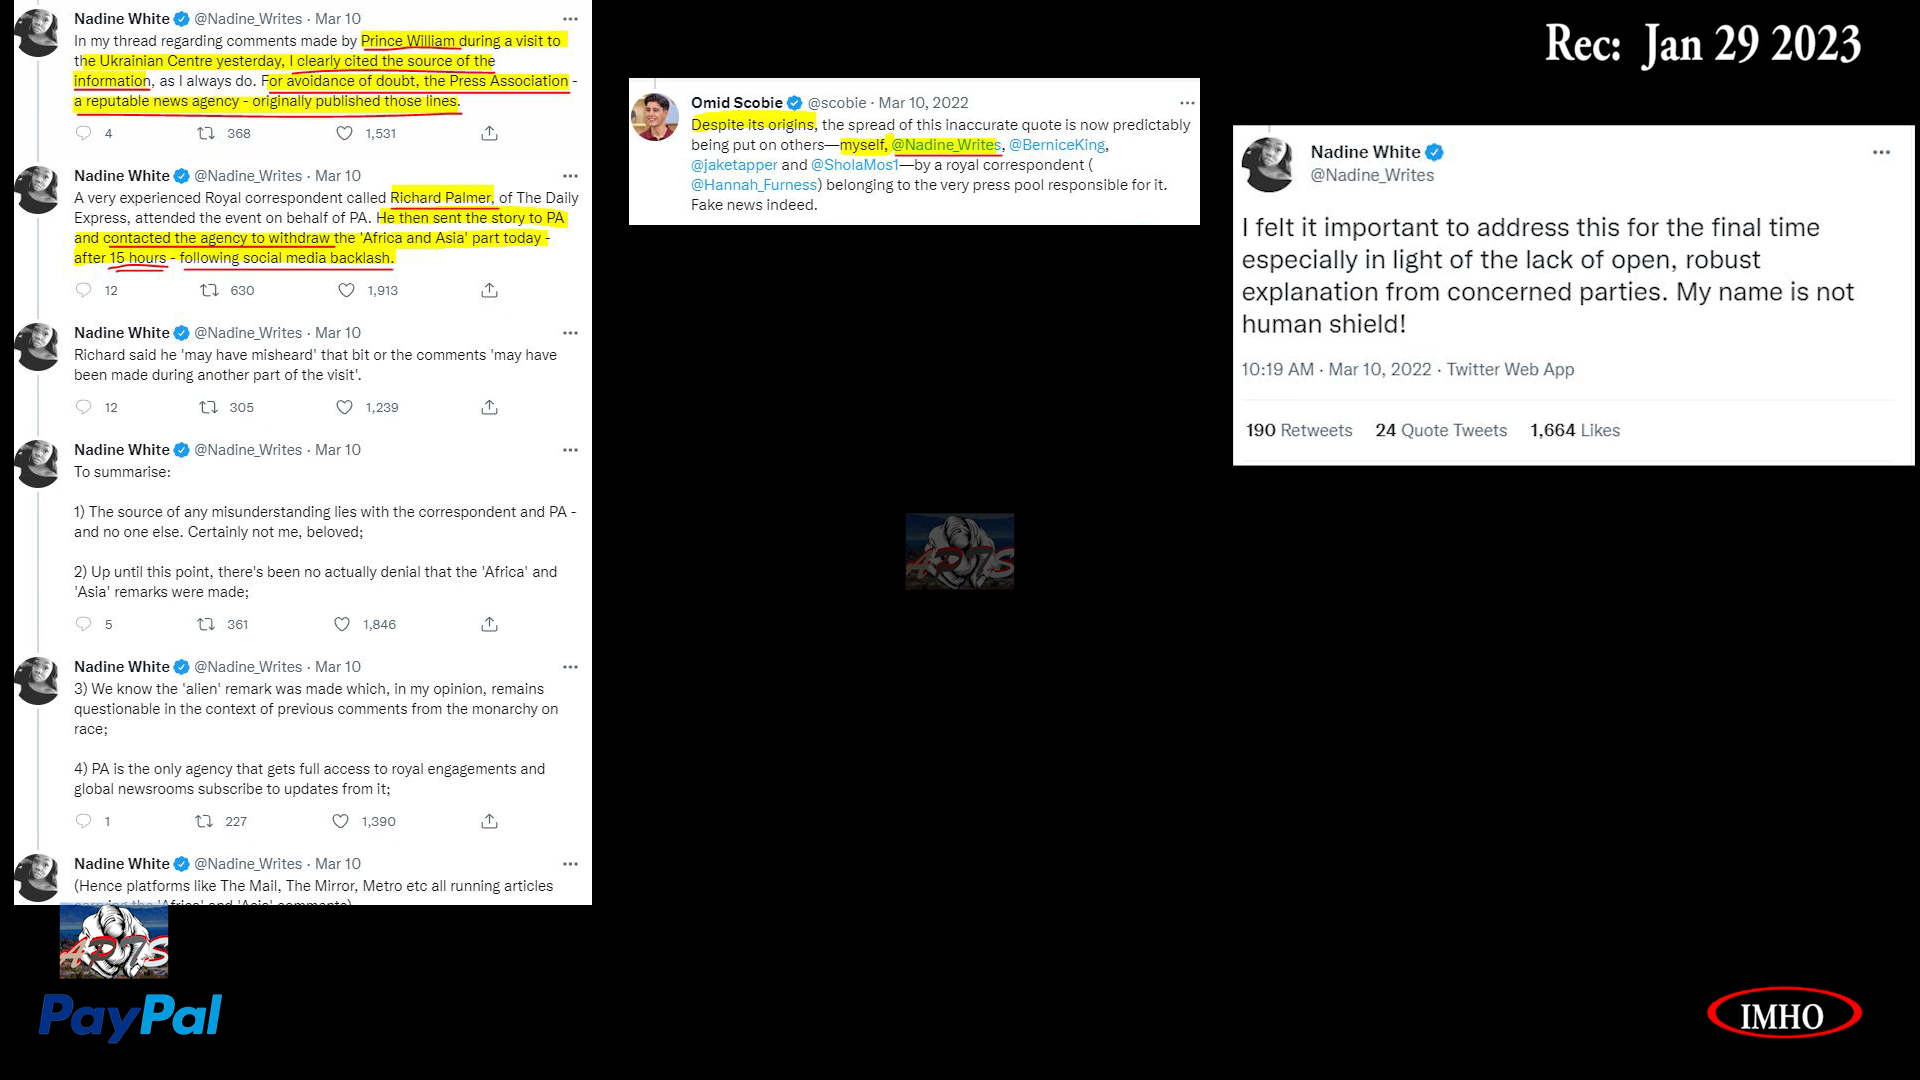 Nadine White @Nadine_Writes · Mar 10
In my thread regarding comments made by Prince William during a visit to
the Ukrainian Centre yesterday, I clearly cited the source of the
information, as I always do. For avoidance of doubt, the Press Association -
a reputable news agency - originally published those lines.
4 368 1,531
Nadine White @Nadine_Writes · Mar 10
A very experienced Royal correspondent called Richard Palmer, of The Daily
Express, attended the event on behalf of PA. He then sent the story to PA
and contacted the agency to withdraw the 'Africa and Asia' part today -
after 15 hours - following social media backlash.
12 630 1,913
Nadine White @Nadine_Writes · Mar 10
Richard said he 'may have misheard' that bit or the comments 'may have
been made during another part of the visit'.
12 305 1,239
Nadine White @Nadine_Writes · Mar 10
To summarise:
1) The source of any misunderstanding lies with the correspondent and PA -
and no one else. Certainly not me, beloved;
2) Up until this point, there's been no actually denial that the 'Africa' and
'Asia' remarks were made;
5 361 1,846
Nadine White @Nadine_Writes · Mar 10
3) We know the 'alien' remark was made which, in my opinion, remains
questionable in the context of previous comments from the monarchy on
race;
4) PA is the only agency that gets full access to royal engagements and
global newsrooms subscribe to updates from it;
1 227 1,390
Nadine White @Nadine_Writes · Mar 10
(Hence platforms like The Mail, The Mirror, Metro etc all running articles
carrying the 'Africa' and 'Asia' comments)
ADTS
PayPal
Omid Scobie @scobie · Mar 10, 2022
Despite its origins, the spread of this inaccurate quote is now predictably
being put on others—myself, @Nadine_Writes, @BerniceKing,
@jaketapper and @SholaMos1—by a royal correspondent (
@Hannah_Furness) belonging to the very press pool responsible for it.
Fake news indeed.
ADTS
Rec: Jan 29 2023
Nadine White
@Nadine_Writes
I felt it important to address this for the final time
especially in light of the lack of open, robust
explanation from concerned parties. My name is not
human shield!
10:19 AM · Mar 10, 2022 · Twitter Web App
190 Retweets 24 Quote Tweets 1,664 Likes
IMHO